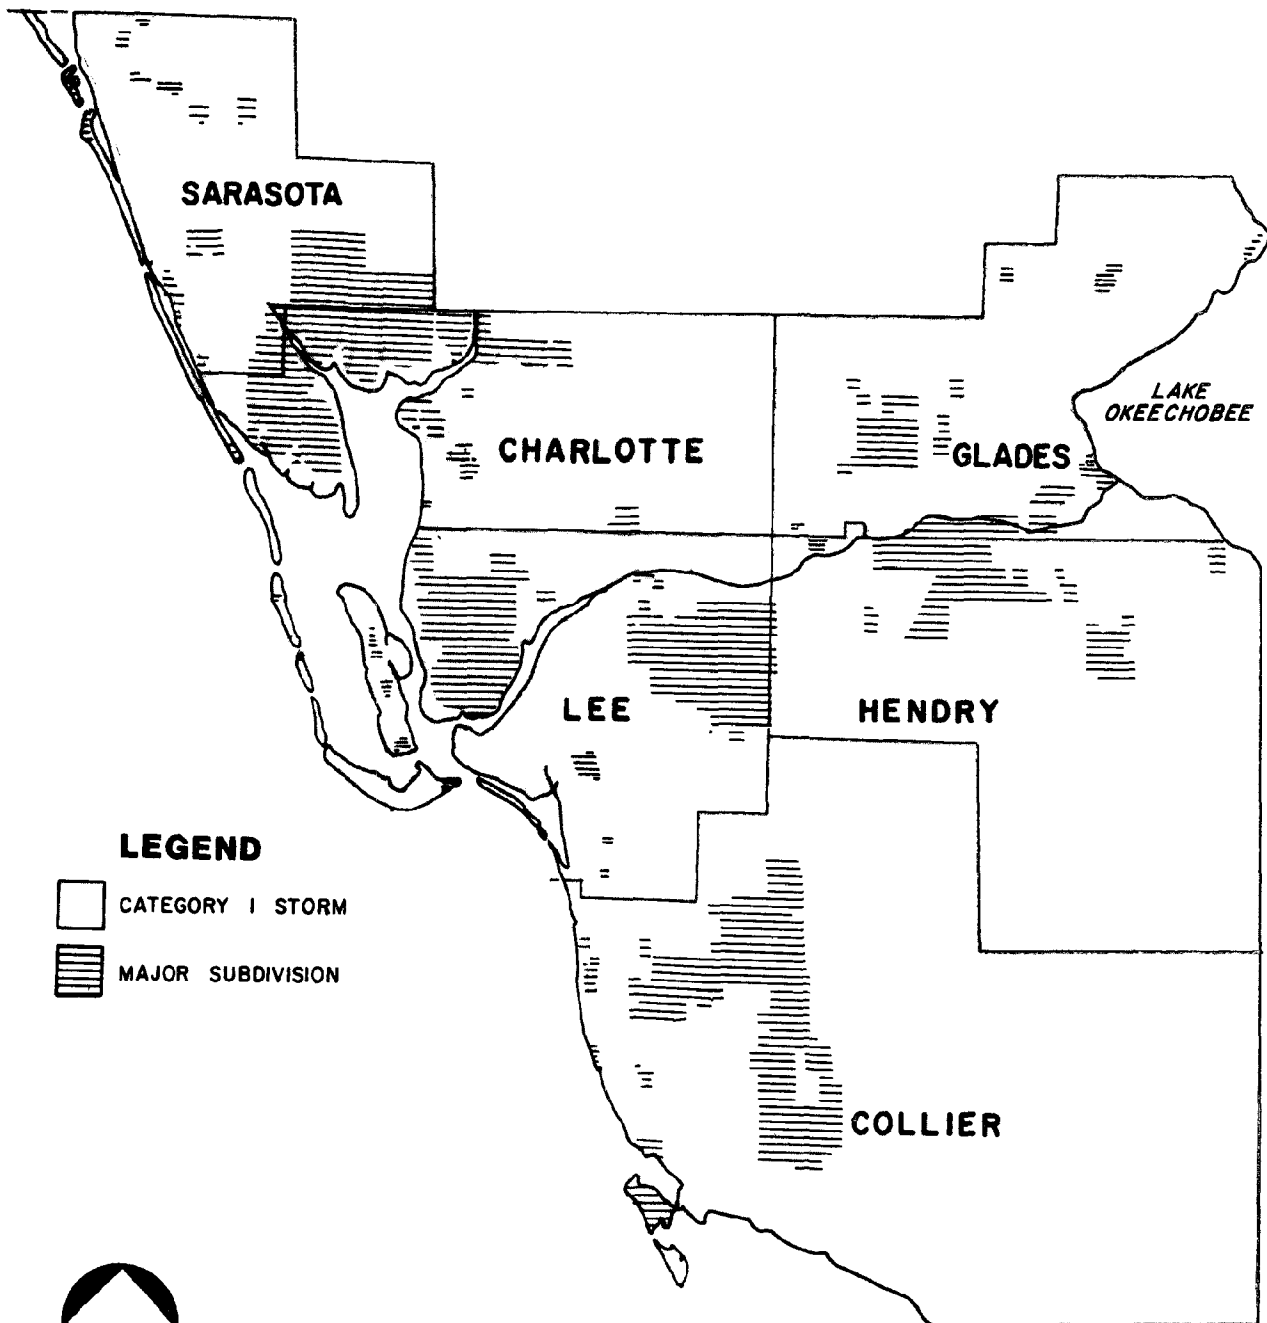 SARASOTA
LAKE
OKEECHOBEE
CHARLOTTE
GLADES
LEE
HENDRY
LEGEND
CATEGORY I STORM
MAJOR SUBDIVISION
COLLIER